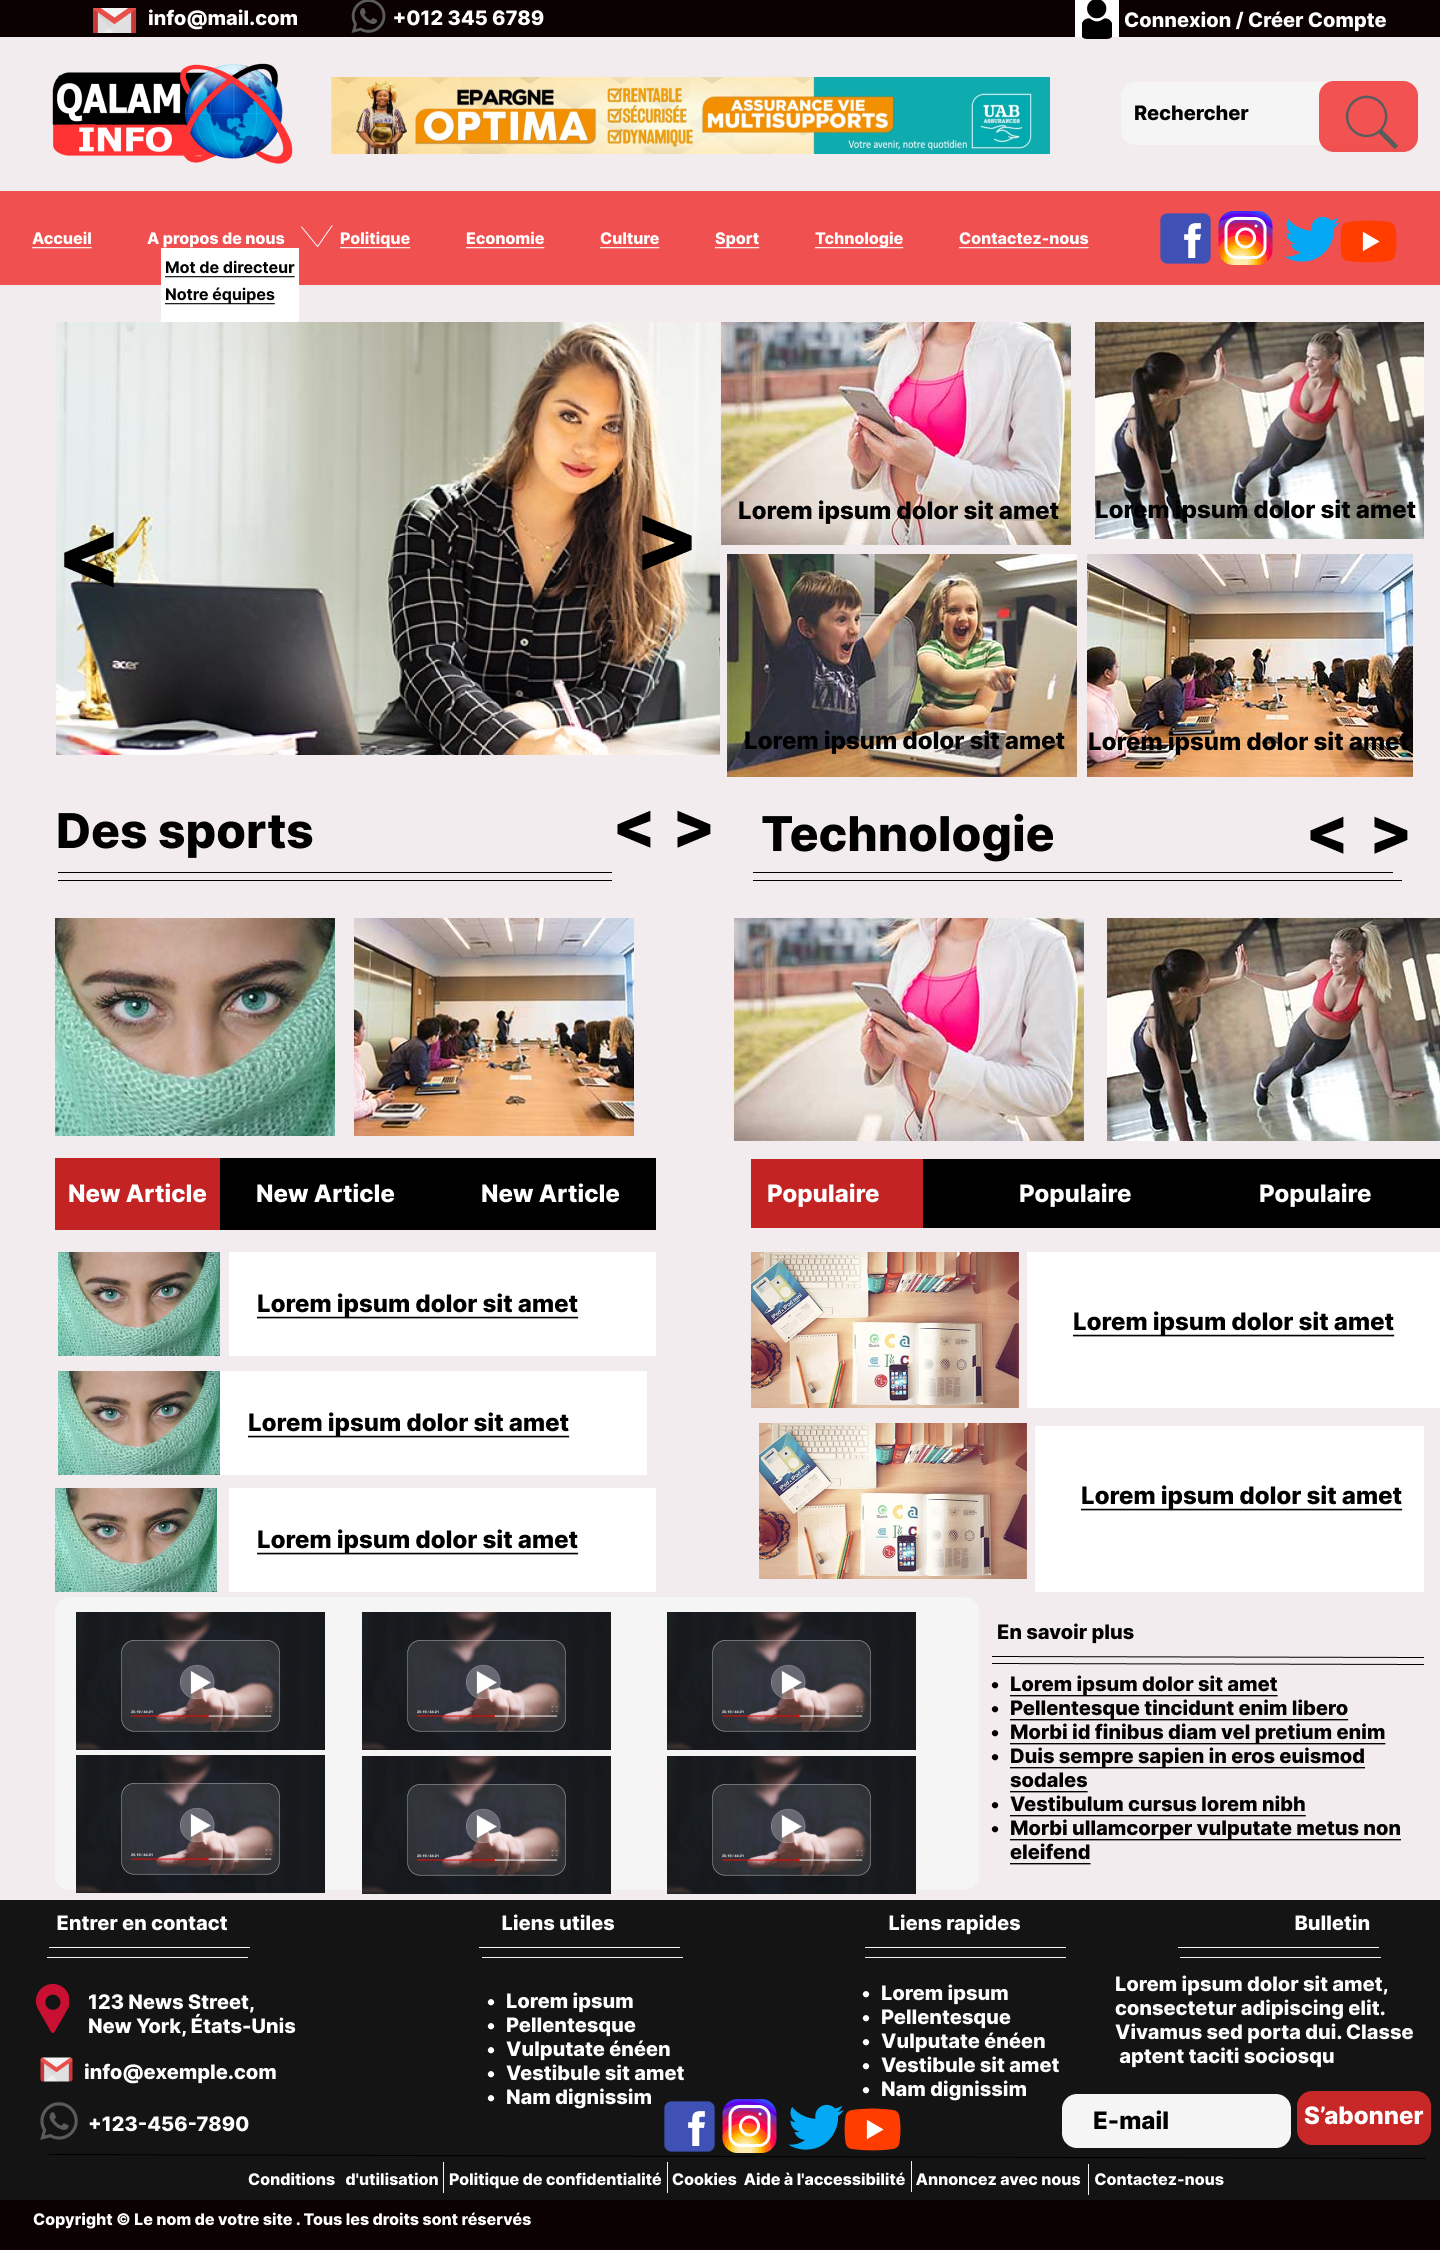 info@mail.com
+012 345 6789
Connexion / Créer Compte
QALAM
INFO
EPARGNE
OPTIMA
RENTABLE
SÉCURISÉE
DYNAMIQUE
ASSURANCE VIE
MULTISUPPORTS
UAB
ASSURANCES
Votre avenir, notre quotidien
Rechercher
Accueil
A propos de nous
Politique
Economie
Culture
Sport
Tchnologie
Contactez-nous
Mot de directeur
Notre équipes
acer
<
>
Lorem ipsum dolor sit amet
Lorem ipsum dolor sit amet
Lorem ipsum dolor sit amet
Lorem ipsum dolor sit amet
Des sports
< >
Technologie
< >
New Article
New Article
New Article
Populaire
Populaire
Populaire
Lorem ipsum dolor sit amet
Lorem ipsum dolor sit amet
Lorem ipsum dolor sit amet
Lorem ipsum dolor sit amet
Lorem ipsum dolor sit amet
En savoir plus
Lorem ipsum dolor sit amet
Pellentesque tincidunt enim libero
Morbi id finibus diam vel pretium enim
Duis sempre sapien in eros euismod
sodales
Vestibulum cursus lorem nibh
Morbi ullamcorper vulputate metus non
eleifend
Entrer en contact
123 News Street,
New York, États-Unis
info@exemple.com
+123-456-7890
Liens utiles
Lorem ipsum
Pellentesque
Vulputate énéen
Vestibule sit amet
Nam dignissim
Liens rapides
Lorem ipsum
Pellentesque
Vulputate énéen
Vestibule sit amet
Nam dignissim
Bulletin
Lorem ipsum dolor sit amet,
consectetur adipiscing elit.
Vivamus sed porta dui. Classe
aptent taciti sociosqu
E-mail
S'abonner
Conditions d'utilisation
Politique de confidentialité
Cookies Aide à l'accessibilité
Annoncez avec nous
Contactez-nous
Copyright © Le nom de votre site . Tous les droits sont réservés